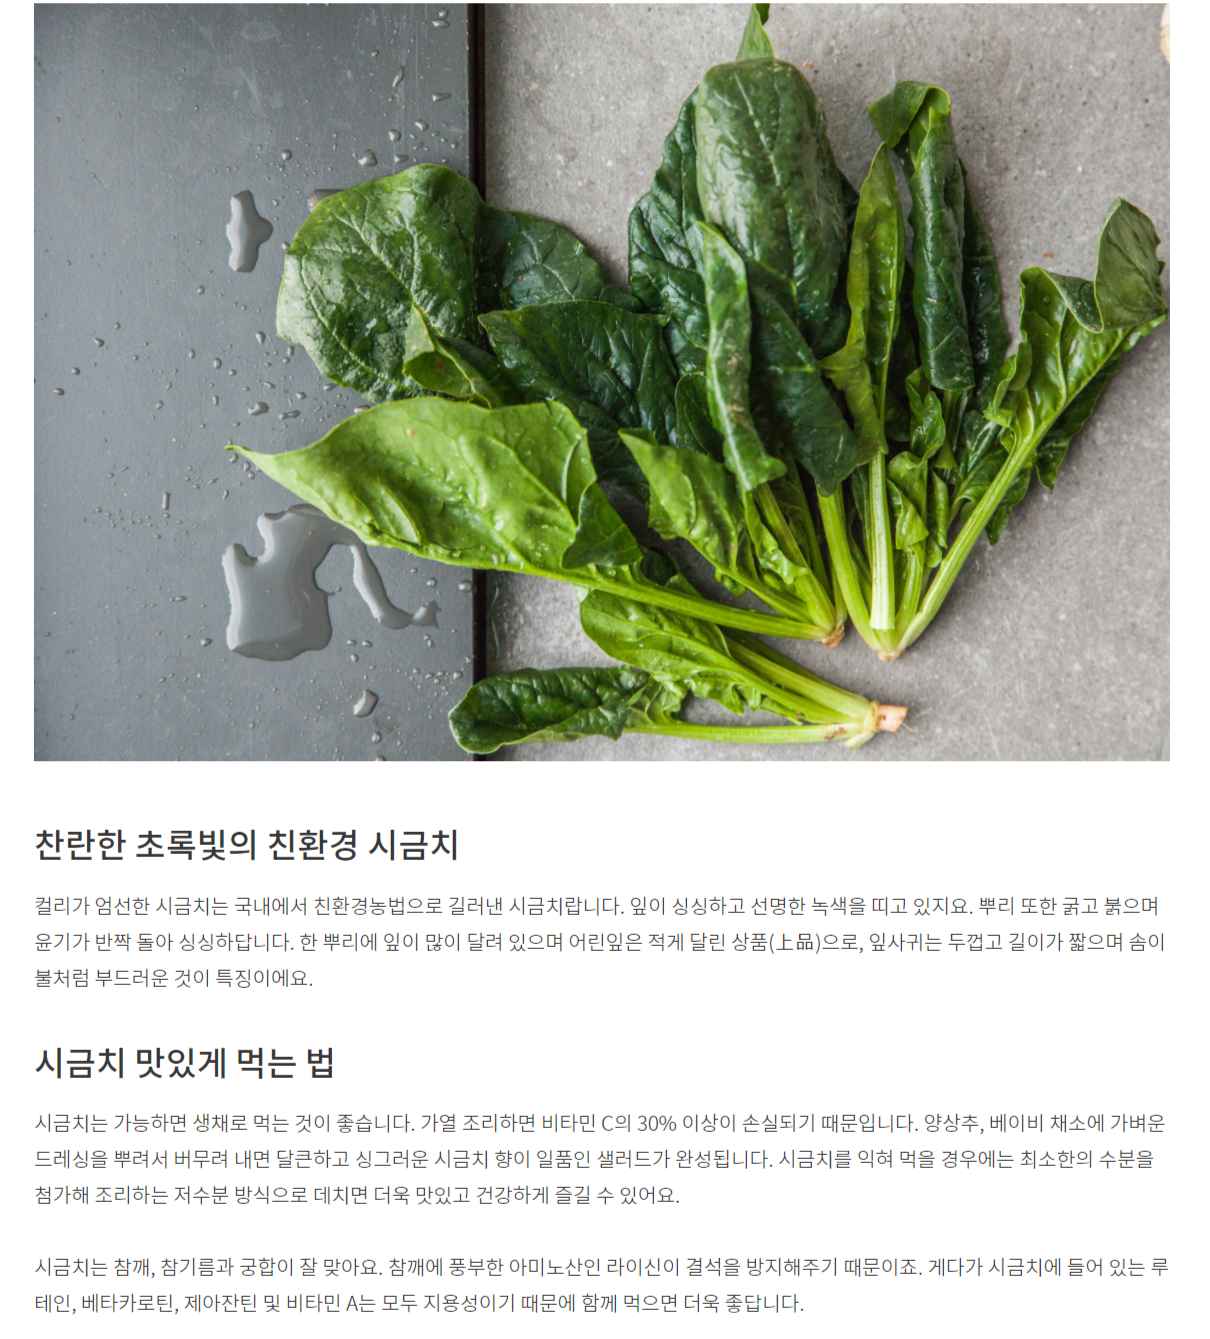 찬란한 초록빛의 친환경 시금치
컬리가 엄선한 시금치는 국내에서 친환경농법으로 길러낸 시금치랍니다. 잎이 싱싱하고 선명한 녹색을 띠고 있지요. 뿌리 또한 굵고 붉으며
윤기가 반짝 돌아 싱싱하답니다. 한 뿌리에 잎이 많이 달려 있으며 어린잎은 적게 달린 상품(上品)으로, 잎사귀는 두껍고 길이가 짧으며 솜이
불처럼 부드러운 것이 특징이에요.
시금치 맛있게 먹는 법
시금치는 가능하면 생채로 먹는 것이 좋습니다. 가열 조리하면 비타민 C의 30% 이상이 손실되기 때문입니다. 양상추, 베이비 채소에 가벼운
드레싱을 뿌려서 버무려 내면 달큰하고 싱그러운 시금치 향이 일품인 샐러드가 완성됩니다. 시금치를 익혀 먹을 경우에는 최소한의 수분을
첨가해 조리하는 저수분 방식으로 데치면 더욱 맛있고 건강하게 즐길 수 있어요.
시금치는 참깨, 참기름과 궁합이 잘 맞아요. 참깨에 풍부한 아미노산인 라이신이 결석을 방지해주기 때문이죠. 게다가 시금치에 들어 있는 루
테인, 베타카로틴, 제아잔틴 및 비타민 A는 모두 지용성이기 때문에 함께 먹으면 더욱 좋답니다.